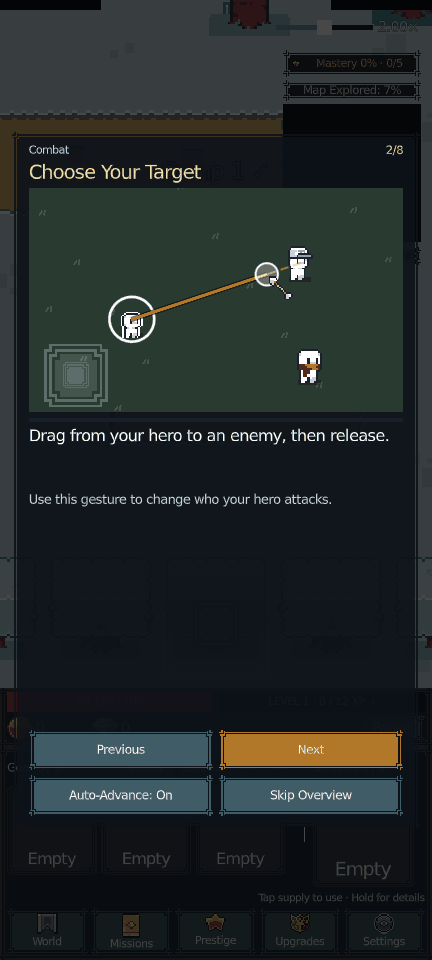 2.00x
Mastery 0% · 0/5
Map Explored: 7%
Combat
2/8
Choose Your Target
Drag from your hero to an enemy, then release.
Use this gesture to change who your hero attacks.
Previous
Next
Auto-Advance: On
Skip Overview
Empty
Empty
Empty
Empty
Tap supply to use · Hold for details
World
Missions
Prestige
Upgrades
Settings